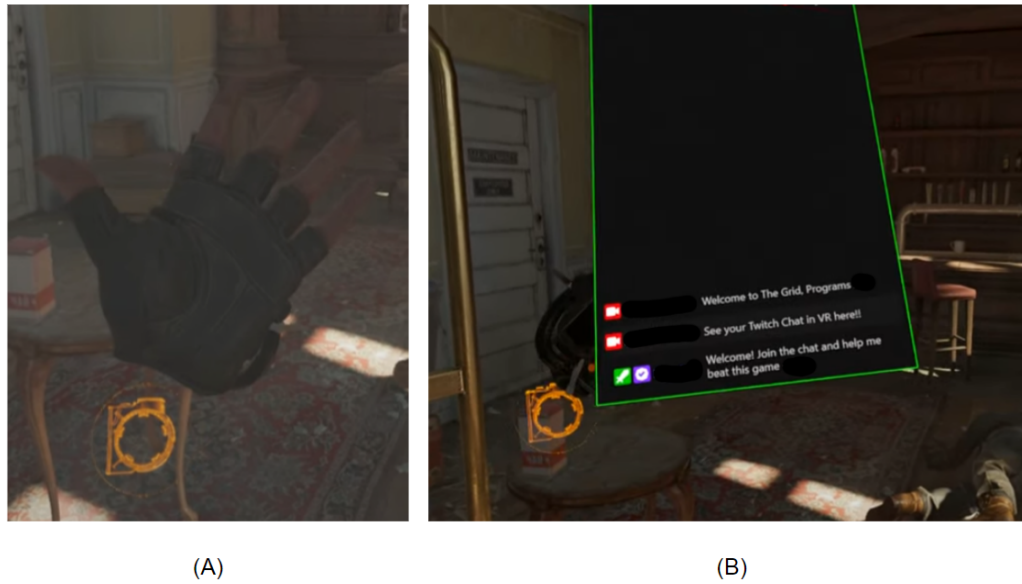 Welcome to The Grid, Programs
See your Twitch Chat in VR here!!
Welcome! Join the chat and help me
beat this game
(A)
(B)